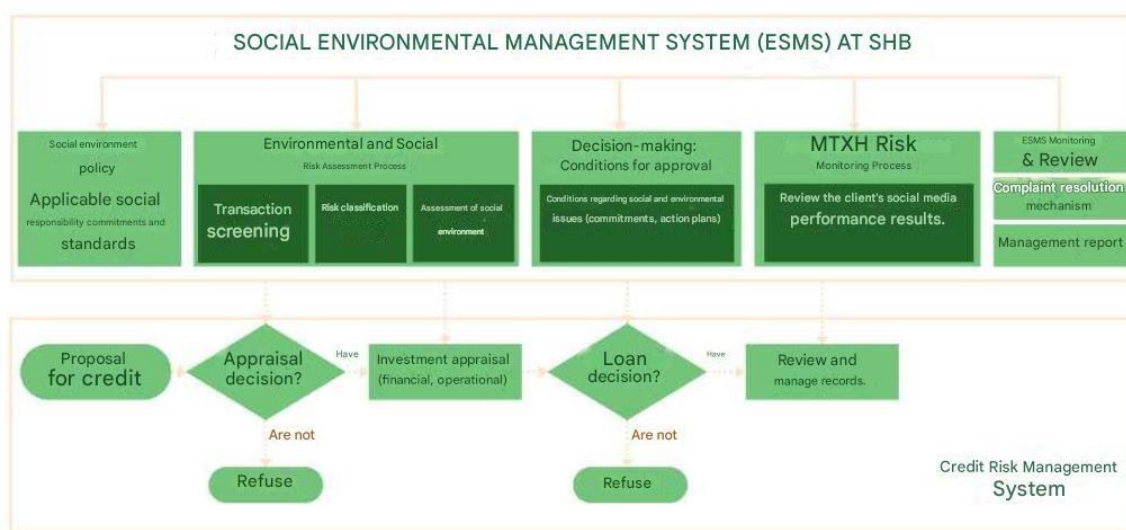 SOCIAL ENVIRONMENTAL MANAGEMENT SYSTEM (ESMS) AT SHB
Social environment
policy
Applicable social
responsibility commitments and
standards
Environmental and Social
Risk Assessment Process
Transaction
screening
Risk classification
Assessment of social
environment
Decision-making:
Conditions for approval
Conditions regarding social and environmental
issues (commitments, action plans)
MTXH Risk
Monitoring Process
Review the client's social media
performance results.
ESMS Monitoring
& Review
Complaint resolution
mechanism
Management report
Proposal
for credit
Appraisal
decision?
Have
Investment appraisal
(financial, operational)
Loan
decision?
Have
Review and
manage records.
Are not
Refuse
Are not
Refuse
Credit Risk Management
System